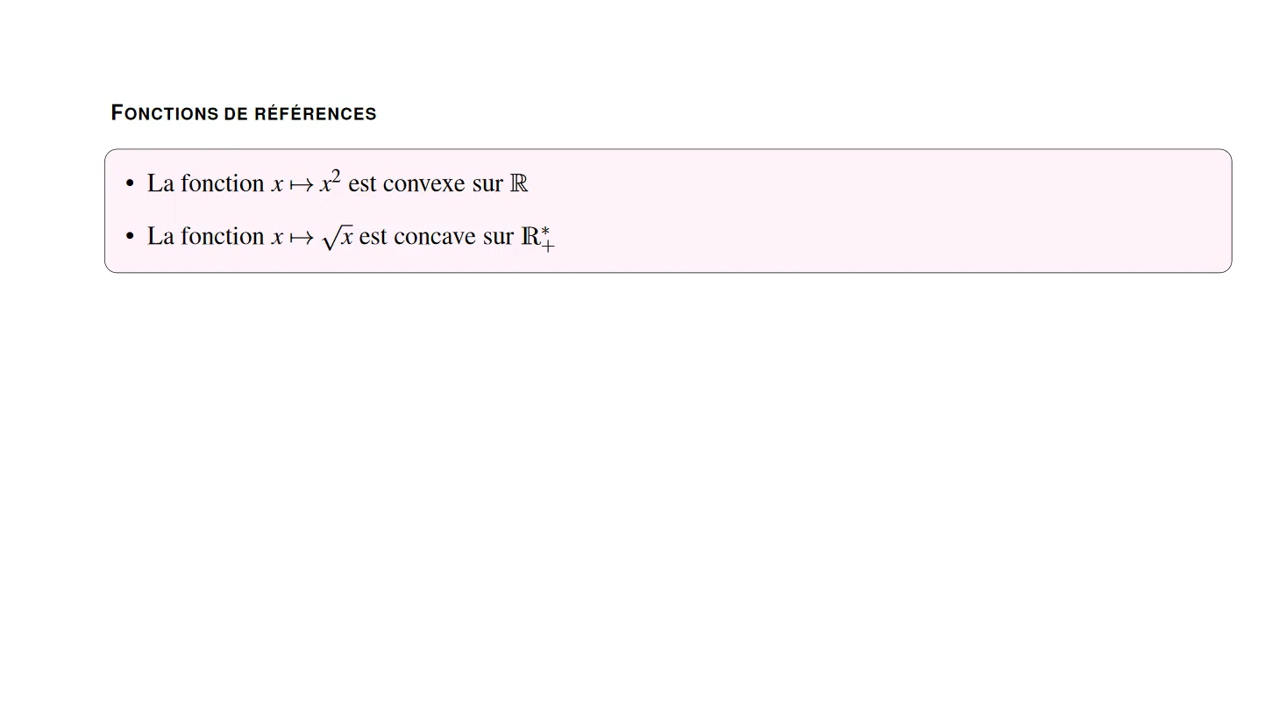 FONCTIONS DE RÉFÉRENCES
• La fonction x ↦ x² est convexe sur ℝ
• La fonction x ↦ √x est concave sur ℝ₊*